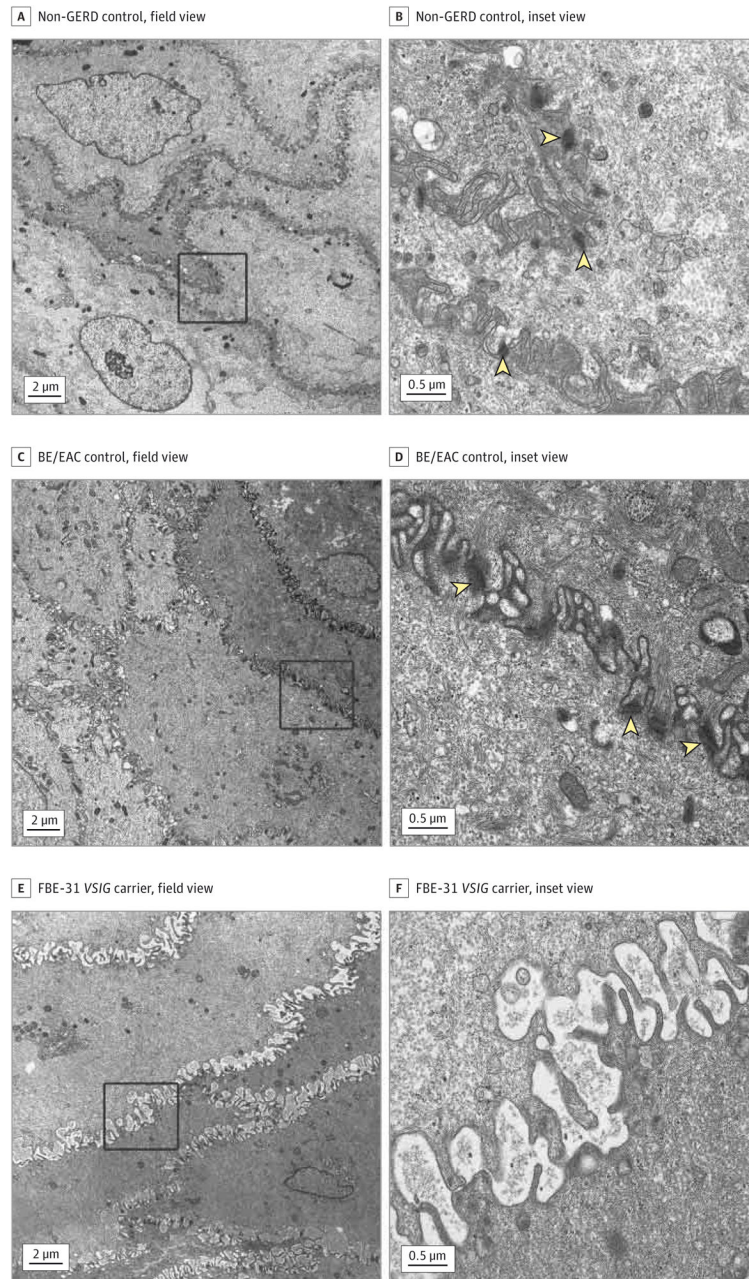 A Non-GERD control, field view
B Non-GERD control, inset view
2 μm
0.5 μm
C BE/EAC control, field view
D BE/EAC control, inset view
2 μm
0.5 μm
E FBE-31 VSIG carrier, field view
F FBE-31 VSIG carrier, inset view
2 μm
0.5 μm